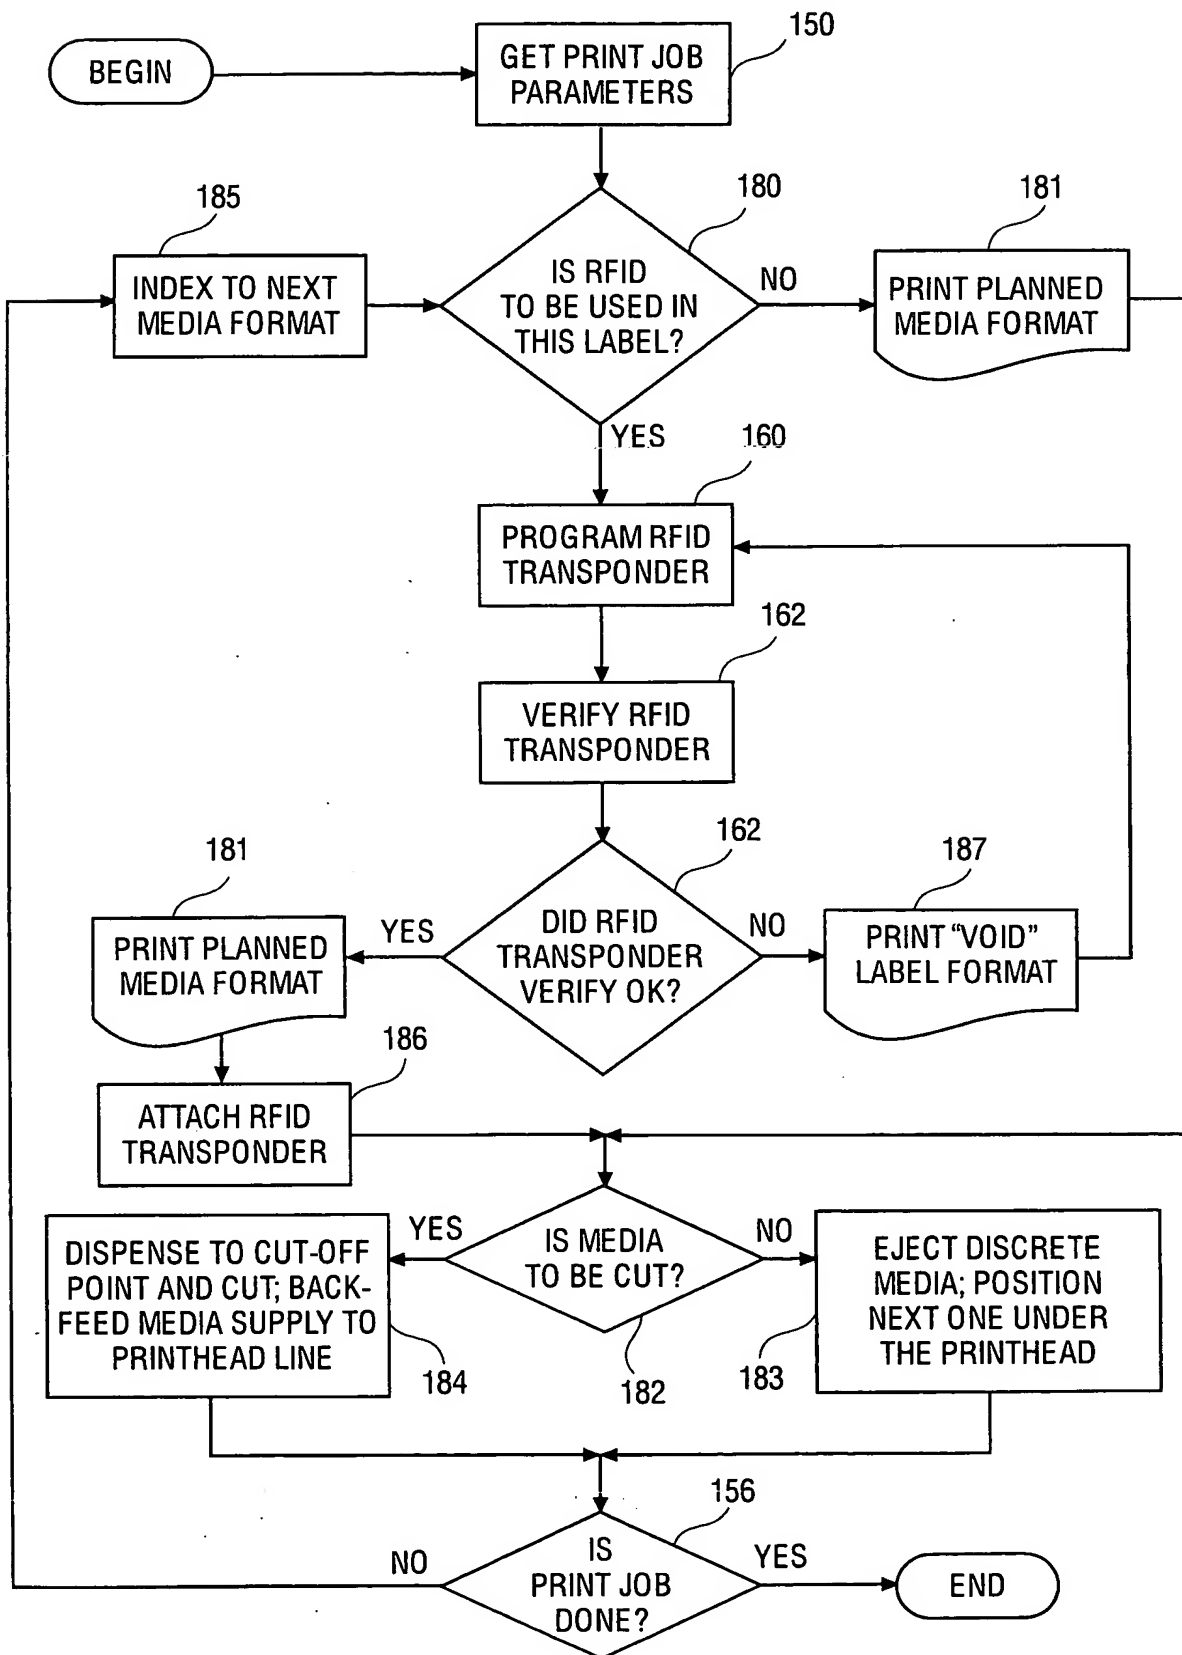 BEGIN
GET PRINT JOB
PARAMETERS
150
185
INDEX TO NEXT
MEDIA FORMAT
180
IS RFID
TO BE USED IN
THIS LABEL?
NO
181
PRINT PLANNED
MEDIA FORMAT
YES
160
PROGRAM RFID
TRANSPONDER
162
VERIFY RFID
TRANSPONDER
162
DID RFID
TRANSPONDER
VERIFY OK?
181
YES
PRINT PLANNED
MEDIA FORMAT
NO
187
PRINT “VOID”
LABEL FORMAT
186
ATTACH RFID
TRANSPONDER
IS MEDIA
TO BE CUT?
182
YES
DISPENSE TO CUT-OFF
POINT AND CUT; BACK-
FEED MEDIA SUPPLY TO
PRINTHEAD LINE
184
NO
EJECT DISCRETE
MEDIA; POSITION
NEXT ONE UNDER
THE PRINTHEAD
183
156
IS
PRINT JOB
DONE?
NO
YES
END